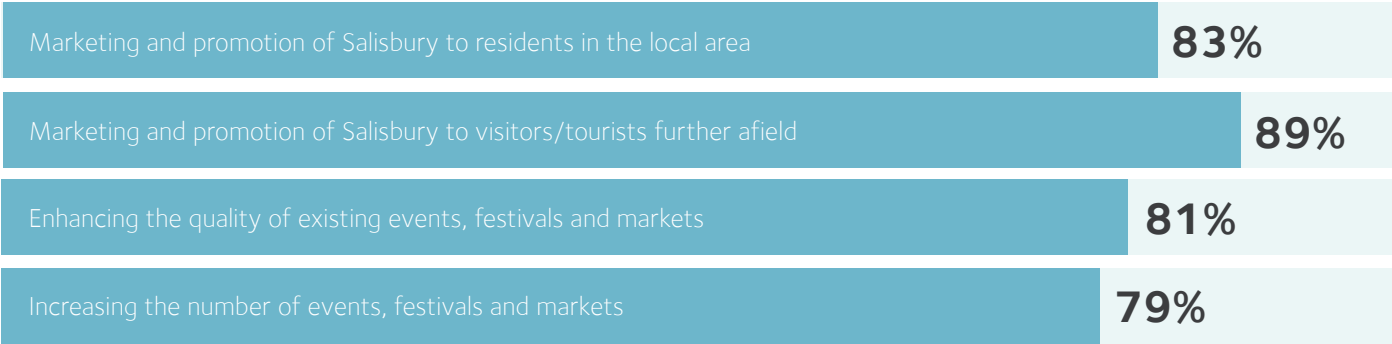 Marketing and promotion of Salisbury to residents in the local area 83%
Marketing and promotion of Salisbury to visitors/tourists further afield 89%
Enhancing the quality of existing events, festivals and markets 81%
Increasing the number of events, festivals and markets 79%